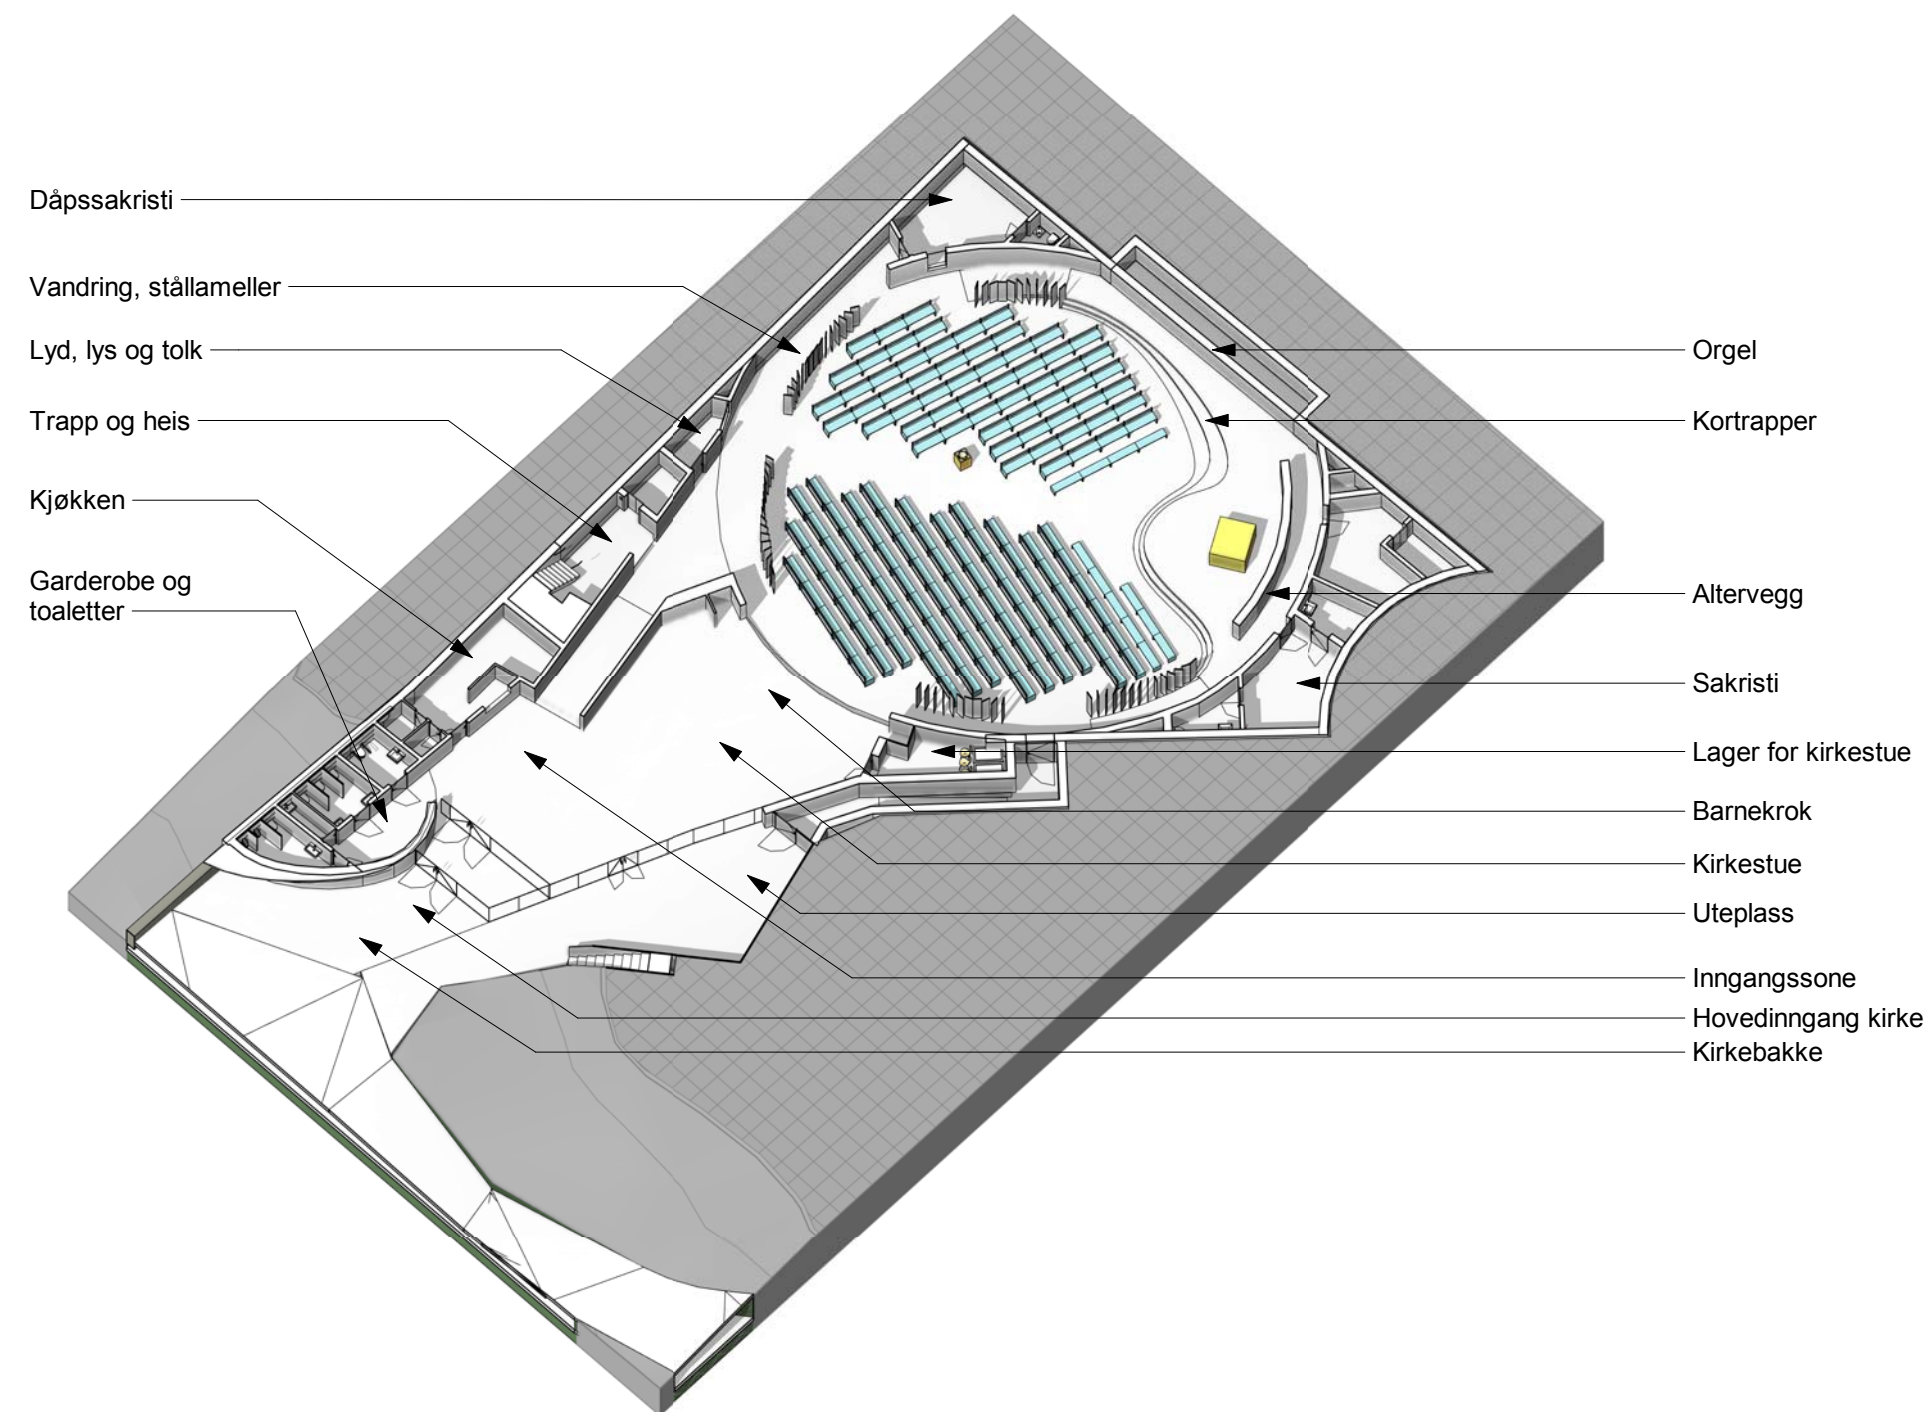 Dåpssakristi
Vandring, stållameller
Lyd, lys og tolk
Trapp og heis
Kjøkken
Garderobe og
toaletter
Orgel
Kortrapper
Altervegg
Sakristi
Lager for kirkestue
Barnekrok
Kirkestue
Uteplass
Inngangssone
Hovedinngang kirke
Kirkebakke